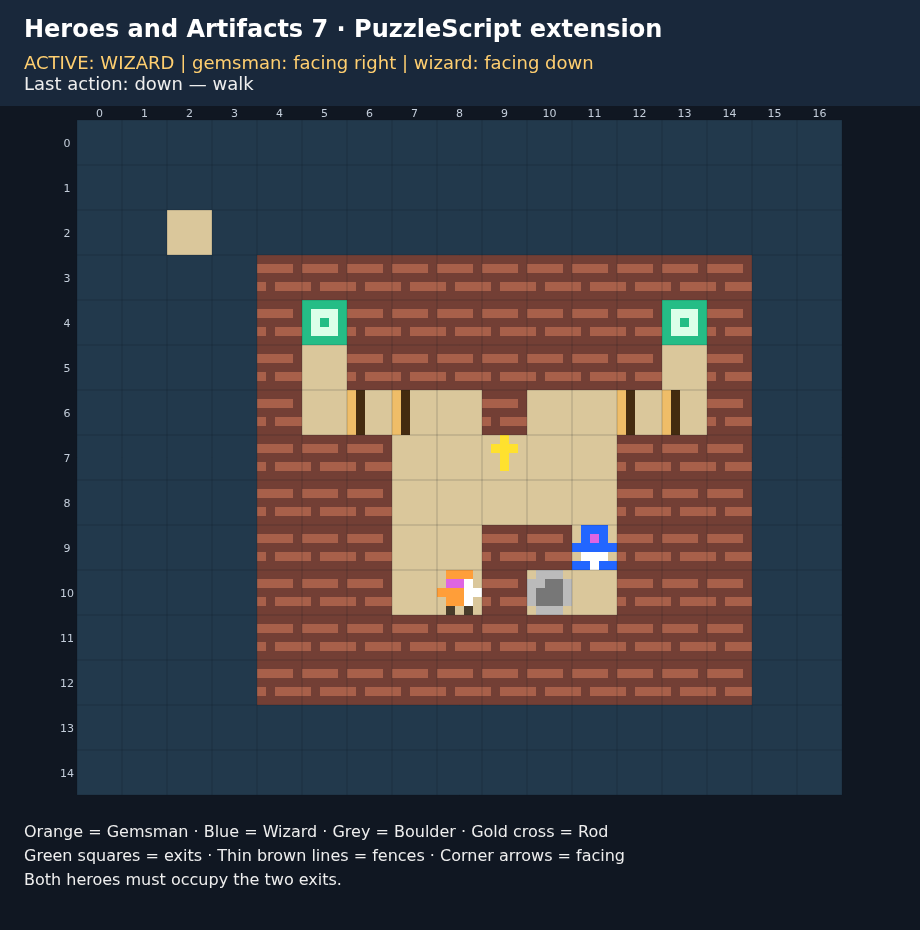 Heroes and Artifacts 7 · PuzzleScript extension
ACTIVE: WIZARD | gemsman: facing right | wizard: facing down
Last action: down — walk
0 1 2 3 4 5 6 7 8 9 10 11 12 13 14 15 16
0
1
2
3
4
5
6
7
8
9
10
11
12
13
14
Orange = Gemsman · Blue = Wizard · Grey = Boulder · Gold cross = Rod
Green squares = exits · Thin brown lines = fences · Corner arrows = facing
Both heroes must occupy the two exits.